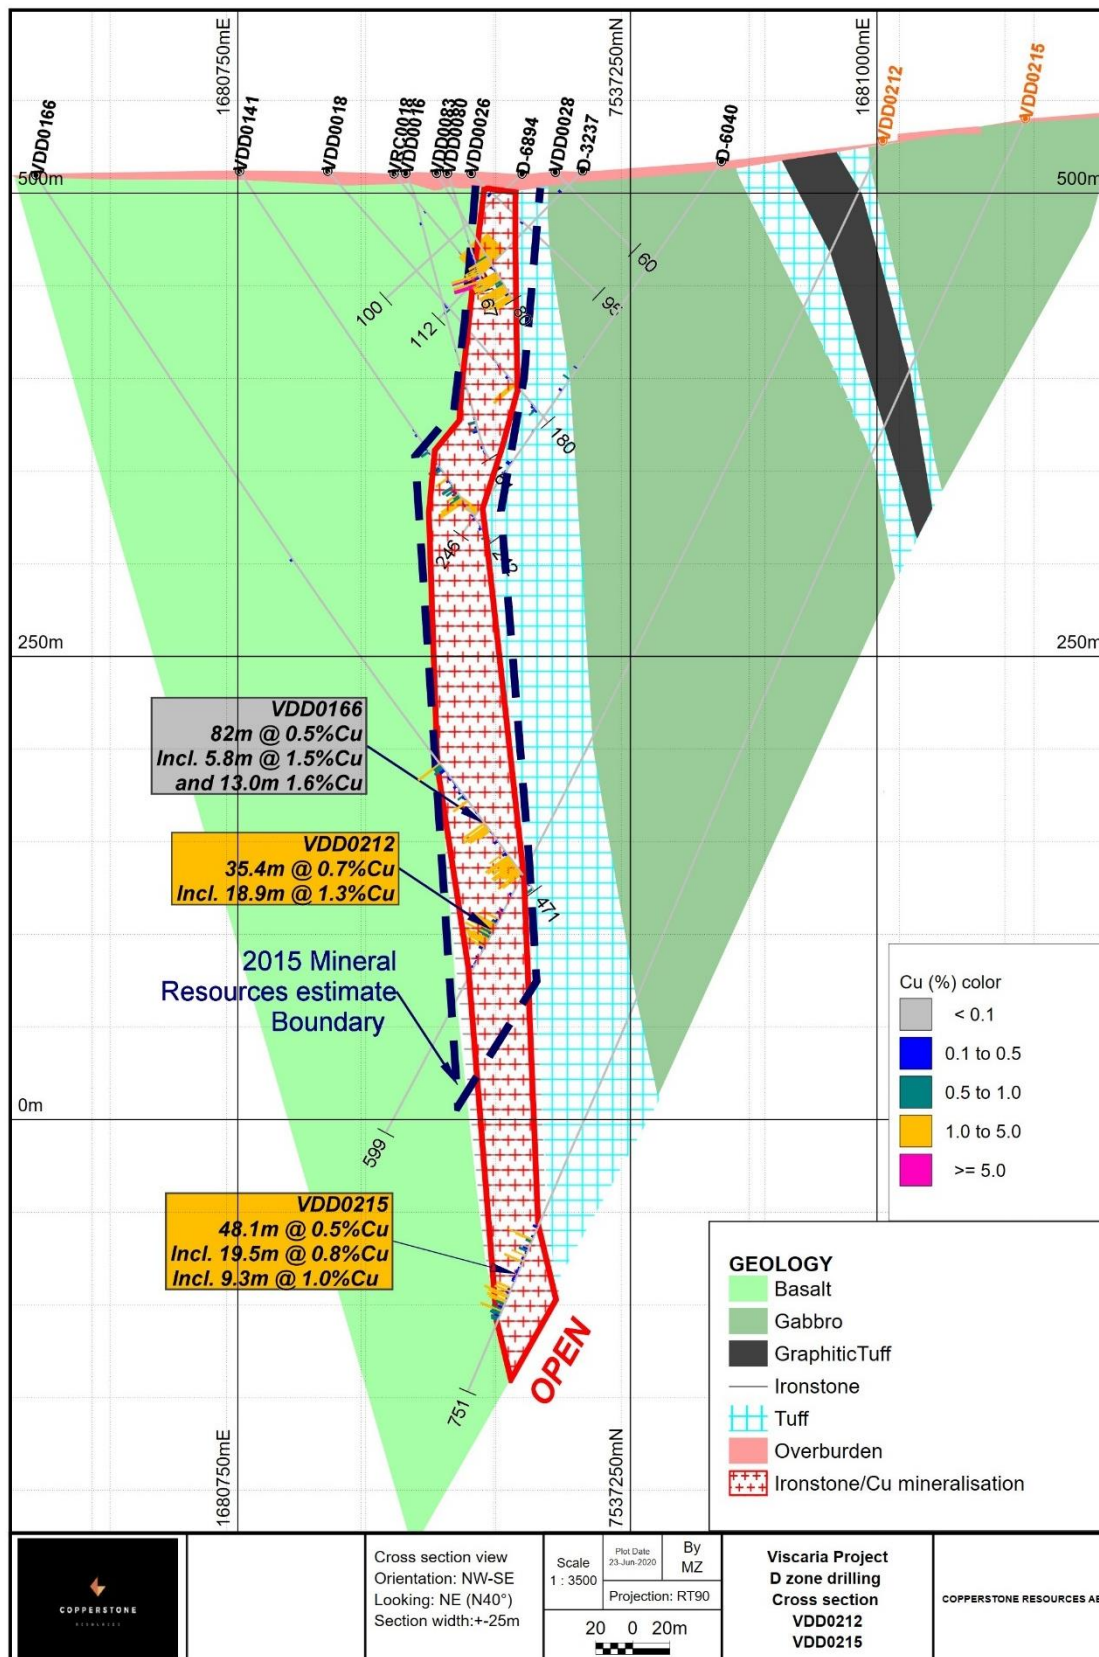 1680750mE
7537250mN
1681000mE
VDD0166
VDD0141
VDD0018
VRC0018
VDD0016
VDD0083
VDD0080
VDD0026
D-6894
VDD0028
D-3237
D-6040
VDD0212
VDD0215
500m
500m
60
95
100
112
67
180
246
242
250m
250m
VDD0166
82m @ 0.5%Cu
Incl. 5.8m @ 1.5%Cu
and 13.0m 1.6%Cu
VDD0212
35.4m @ 0.7%Cu
Incl. 18.9m @ 1.3%Cu
471
2015 Mineral
Resources estimate
Boundary
0m
599
VDD0215
48.1m @ 0.5%Cu
Incl. 19.5m @ 0.8%Cu
Incl. 9.3m @ 1.0%Cu
OPEN
751
1680750mE
7537250mN
Cu (%) color
< 0.1
0.1 to 0.5
0.5 to 1.0
1.0 to 5.0
>= 5.0
GEOLOGY
Basalt
Gabbro
GraphiticTuff
Ironstone
Tuff
Overburden
Ironstone/Cu mineralisation
COPPERSTONE
RESOURCES
Cross section view
Orientation: NW-SE
Looking: NE (N40°)
Section width:+-25m
Scale
1 : 3500
Plot Date
23-Jun-2020
By
MZ
Projection: RT90
20 0 20m
Viscaria Project
D zone drilling
Cross section
VDD0212
VDD0215
COPPERSTONE RESOURCES AB